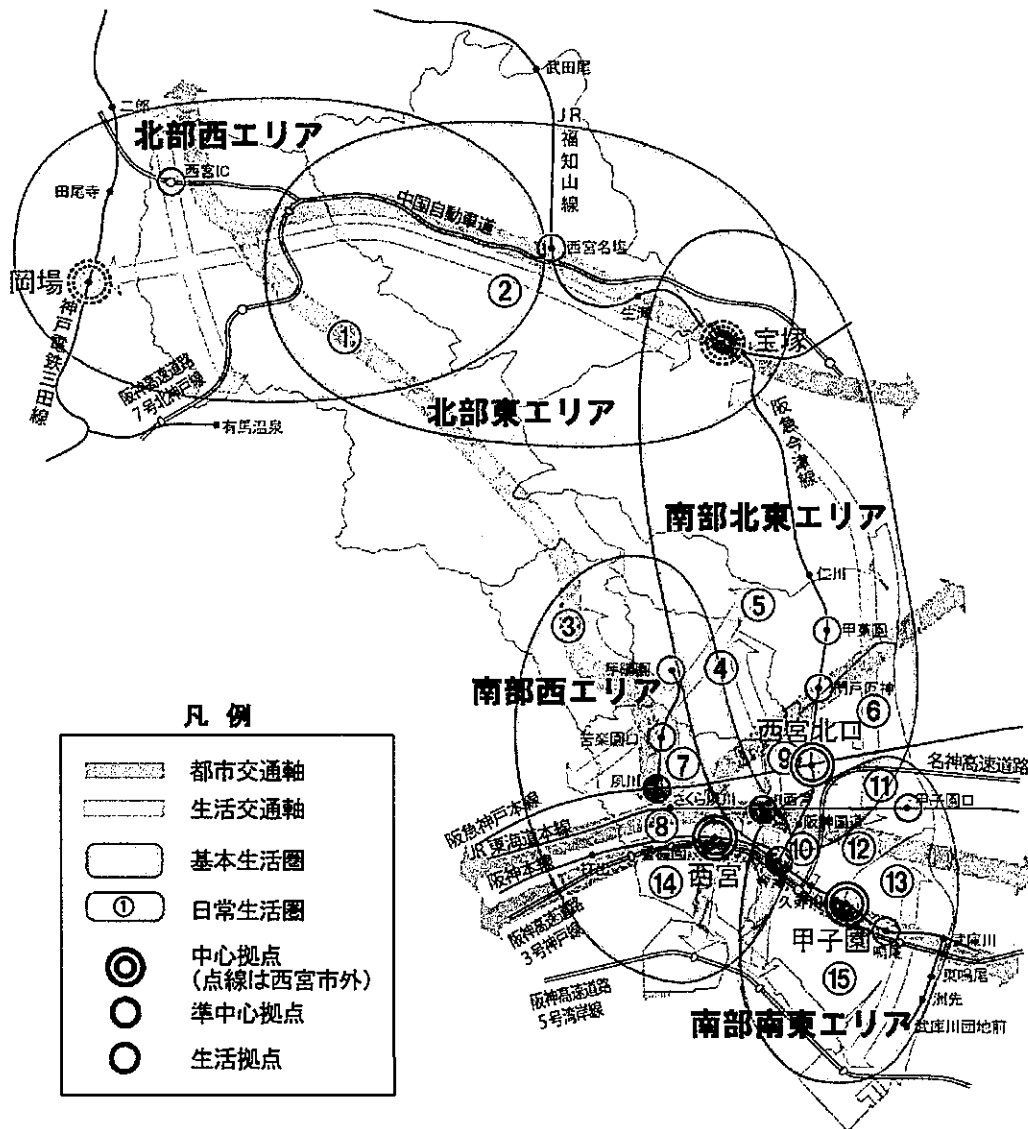 武田尾
二郎
JR福知山線
北部西エリア
西宮IC
田尾寺
中国自動車道
西宮名塩
岡場
②
生瀬
神戸電鉄三田線
①
宝塚
阪神高速道路
7号北神戸線
北部東エリア
有馬温泉
阪急今津線
南部北東エリア
仁川
⑤
③
甲東園
④
南部西エリア
門戸厄神
⑥
凡 例
西宮北口
苦楽園口
⑨
都市交通軸
⑦
名神高速道路
夙川
⑪
生活交通軸
さくら夙川
甲子園口
阪急神戸本線
JR東海道本線
阪神国道
基本生活圏
⑧
⑩
⑫
阪神本線
西宮
①
日常生活圏
⑭
⑬
阪神高速道路
3号神戸線
中心拠点
(点線は西宮市外)
甲子園
鳴尾
武庫川
東鳴尾
⑮
準中心拠点
阪神高速道路
5号湾岸線
洲先
南部南東エリア
武庫川団地前
生活拠点